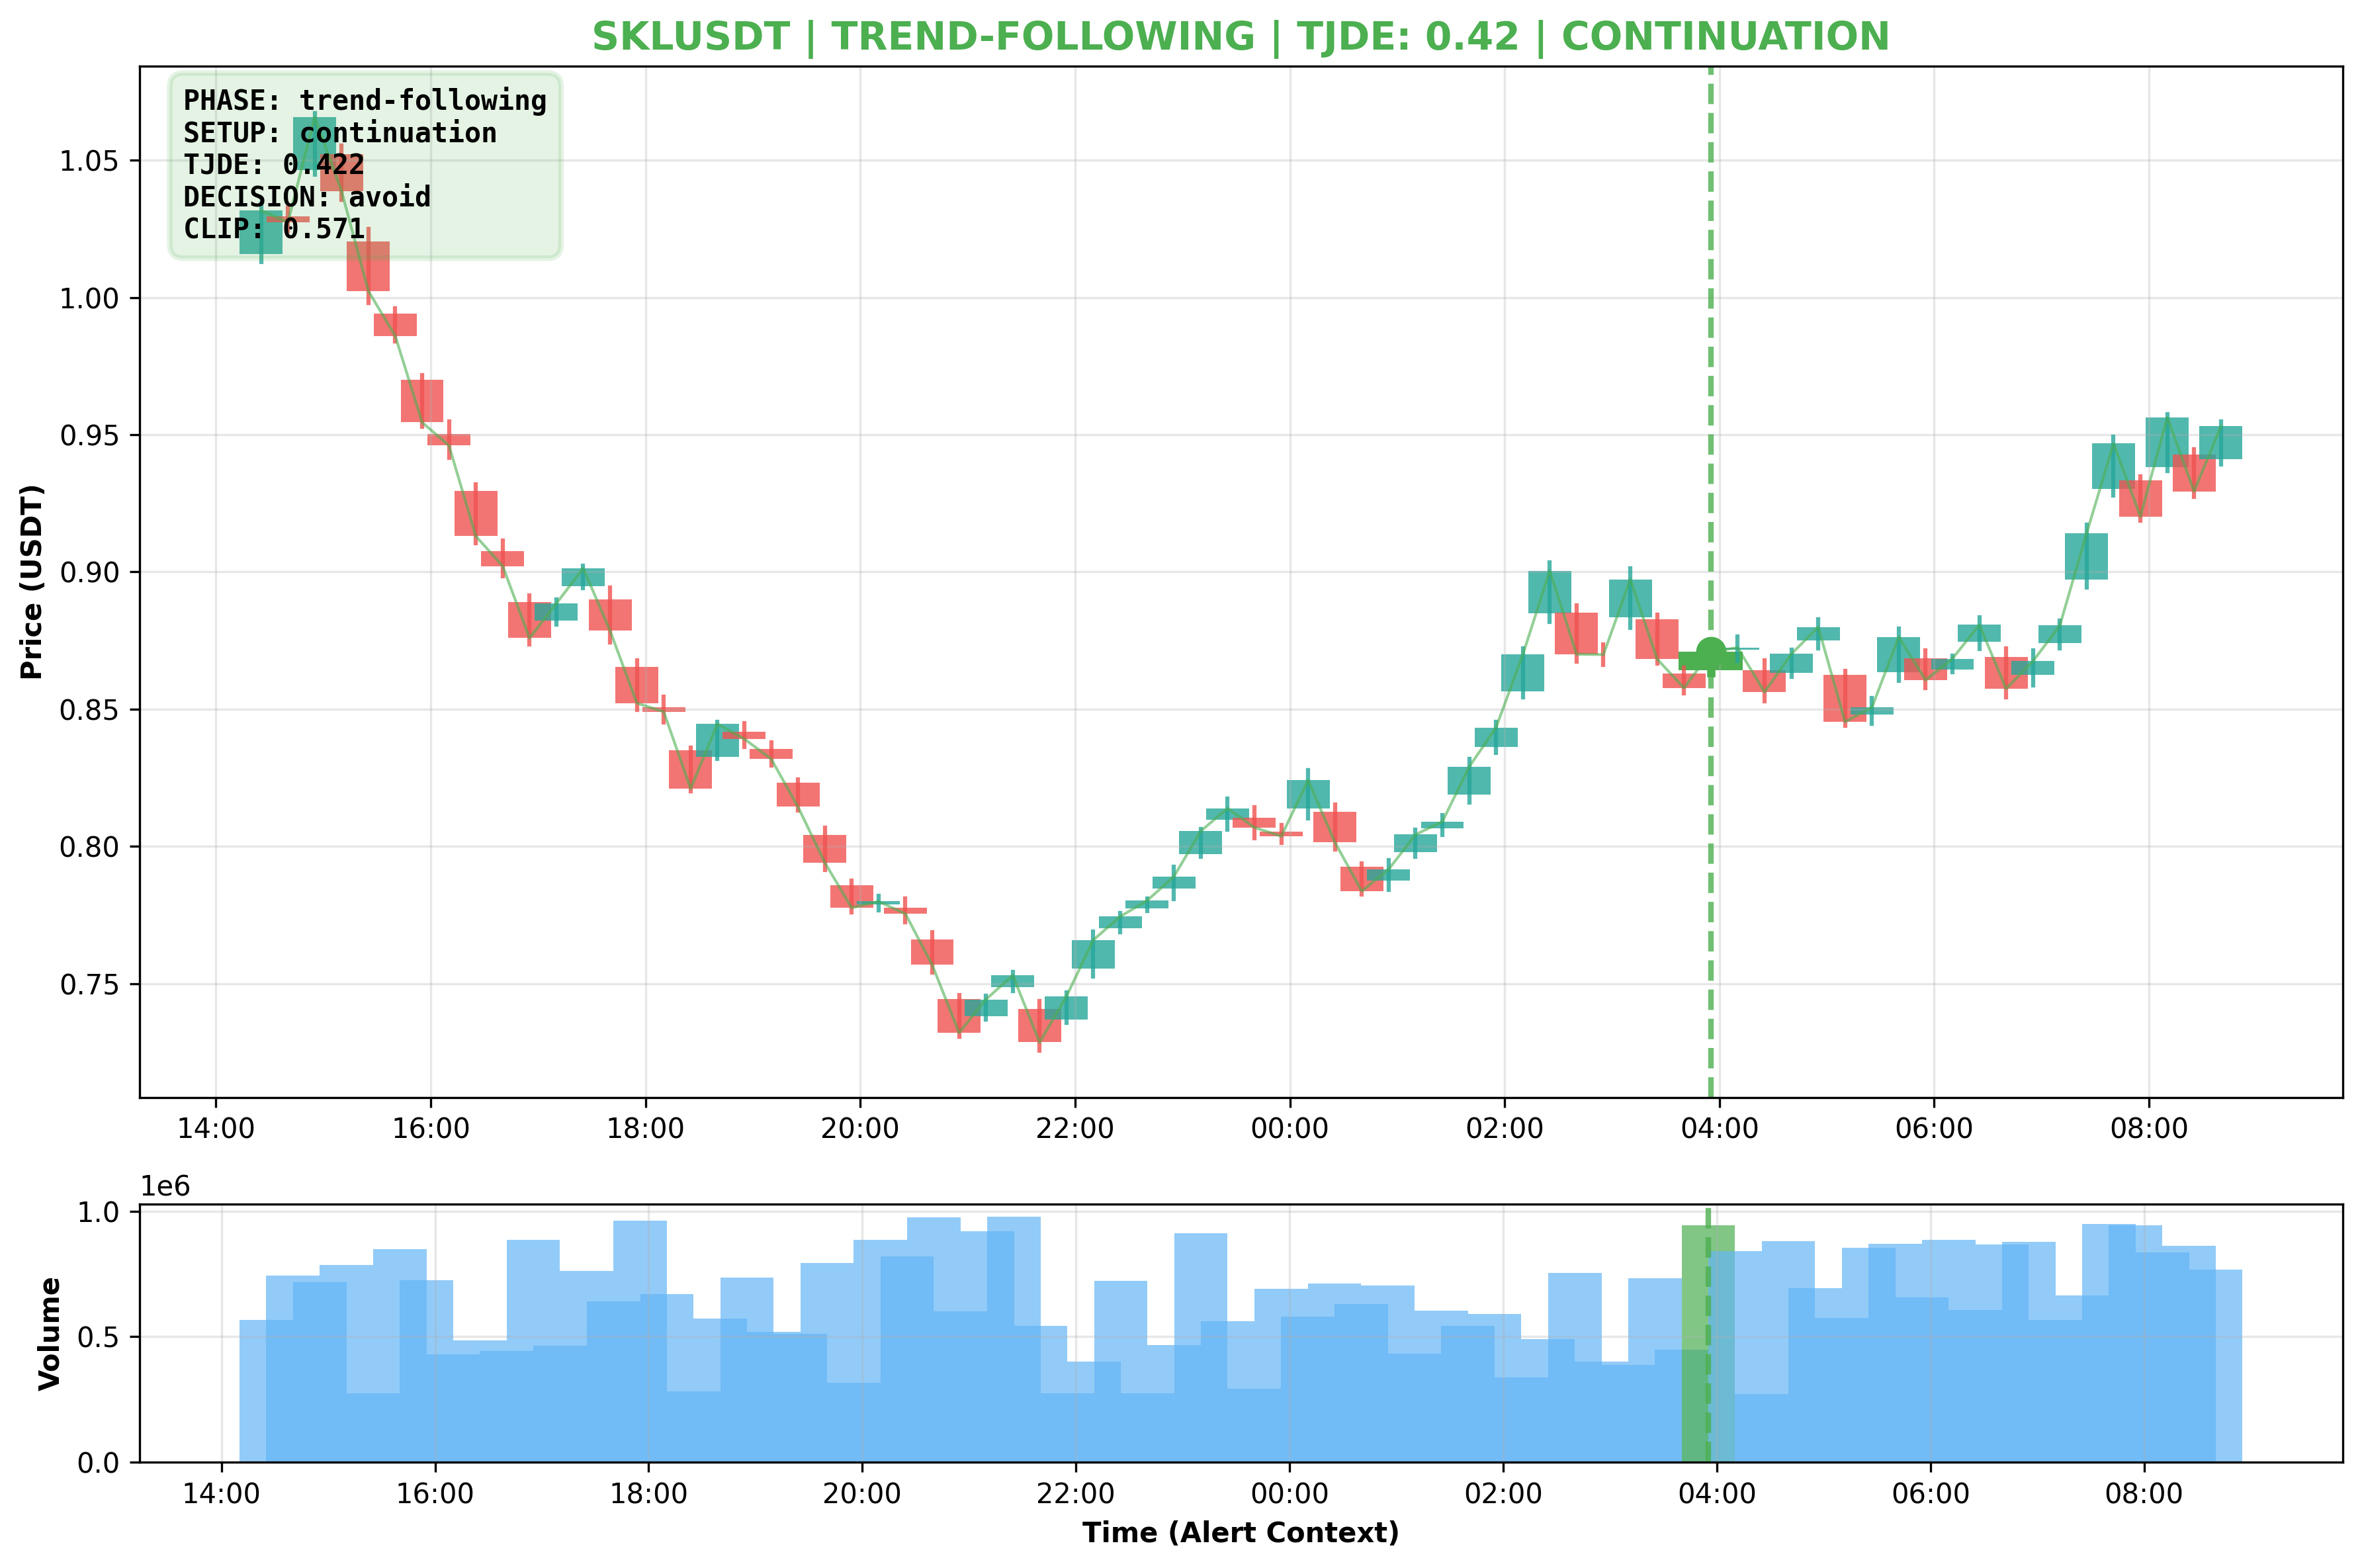 SKLUSDT | TREND-FOLLOWING | TJDE: 0.42 | CONTINUATION
PHASE: trend-following
SETUP: continuation
TJDE: 0.422
DECISION: avoid
CLIP: 0.571
Price (USDT)
1.05
1.00
0.95
0.90
0.85
0.80
0.75
14:00 16:00 18:00 20:00 22:00 00:00 02:00 04:00 06:00 08:00
1e6
Volume
1.0
0.5
0.0
14:00 16:00 18:00 20:00 22:00 00:00 02:00 04:00 06:00 08:00
Time (Alert Context)